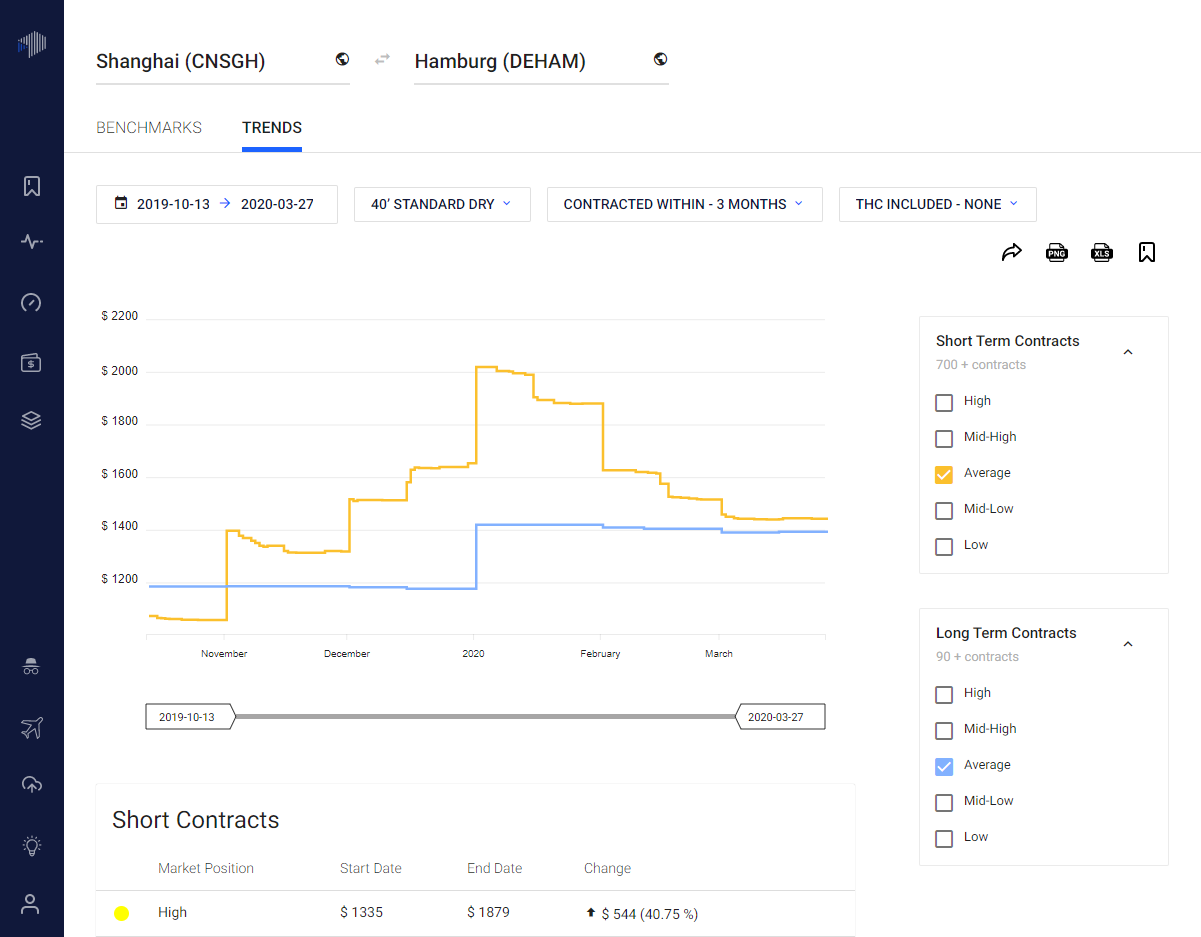 Shanghai (CNSGH)
Hamburg (DEHAM)
BENCHMARKS
TRENDS
2019-10-13 → 2020-03-27
40’ STANDARD DRY
CONTRACTED WITHIN - 3 MONTHS
THC INCLUDED - NONE
PNG
XLS
$ 2200
$ 2000
$ 1800
$ 1600
$ 1400
$ 1200
November December 2020 February March
2019-10-13
2020-03-27
Short Term Contracts
700 + contracts
High
Mid-High
Average
Mid-Low
Low
Long Term Contracts
90 + contracts
High
Mid-High
Average
Mid-Low
Low
Short Contracts
Market Position Start Date End Date Change
High $ 1335 $ 1879 $ 544 (40.75 %)